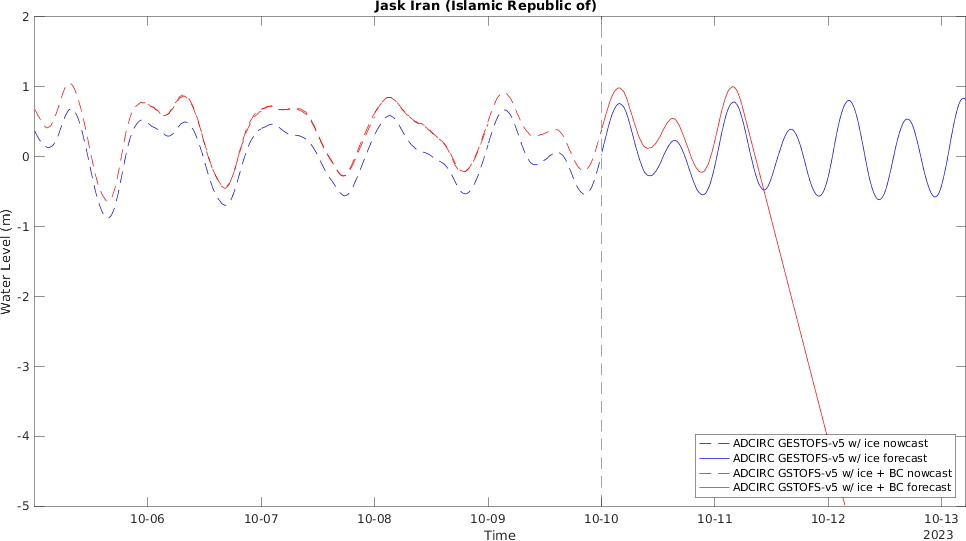 Jask Iran (Islamic Republic of)
2
1
0
-1
-2
-3
-4
-5
Water Level (m)
10-06
10-07
10-08
10-09
10-10
10-11
10-12
10-13
2023
Time
ADCIRC GESTOFS-v5 w/ ice nowcast
ADCIRC GESTOFS-v5 w/ ice forecast
ADCIRC GSTOFS-v5 w/ ice + BC nowcast
ADCIRC GSTOFS-v5 w/ ice + BC forecast